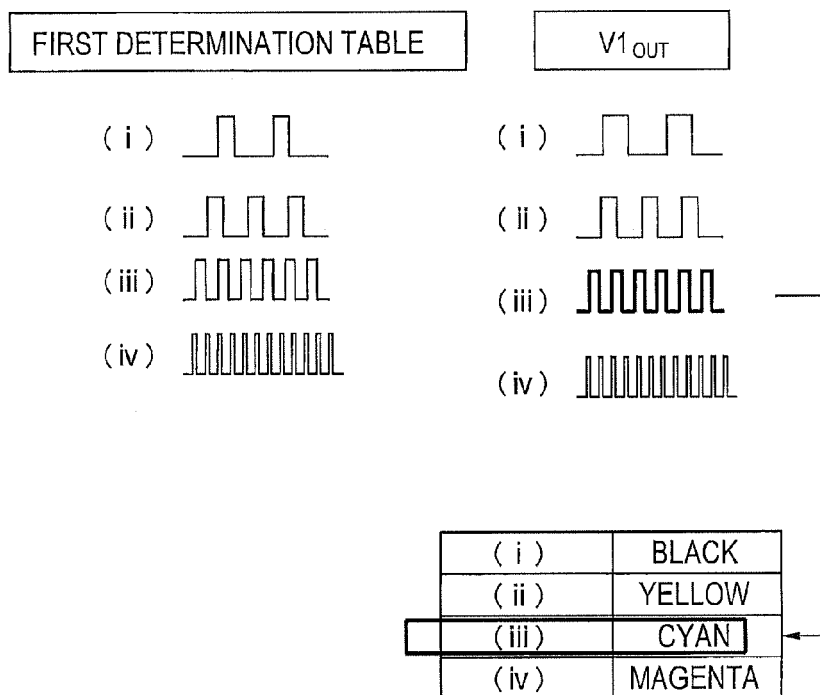 FIRST DETERMINATION TABLE
V1OUT
( i )
( ii )
( iii )
( iv )
( i )
( ii )
( iii )
( iv )
( i ) BLACK
( ii ) YELLOW
( iii ) CYAN
( iv ) MAGENTA